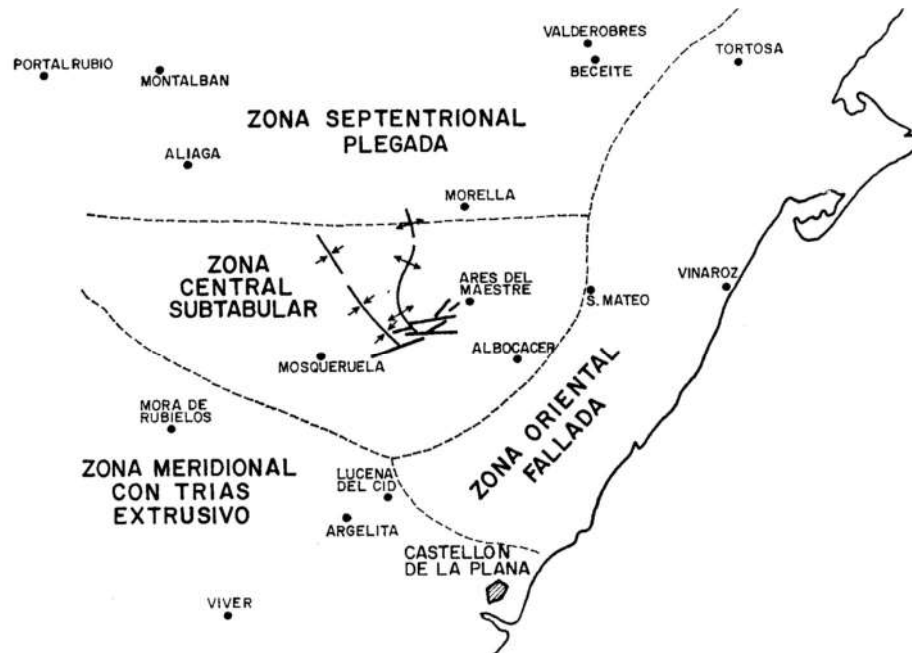 VALDEROBRES
TORTOSA
PORTALRUBIO
MONTALBAN
BECEITE
ZONA SEPTENTRIONAL
PLEGADA
ALIAGA
MORELLA
ZONA
CENTRAL
SUBTABULAR
ARES DEL
MAESTRE
VINAROZ
S. MATEO
MOSQUERUELA
ALBOCACER
ZONA ORIENTAL
FALLADA
MORA DE
RUBIELOS
ZONA MERIDIONAL
CON TRIAS
EXTRUSIVO
LUCENA
DEL CID
ARGELITA
CASTELLON
DE LA PLANA
VIVER